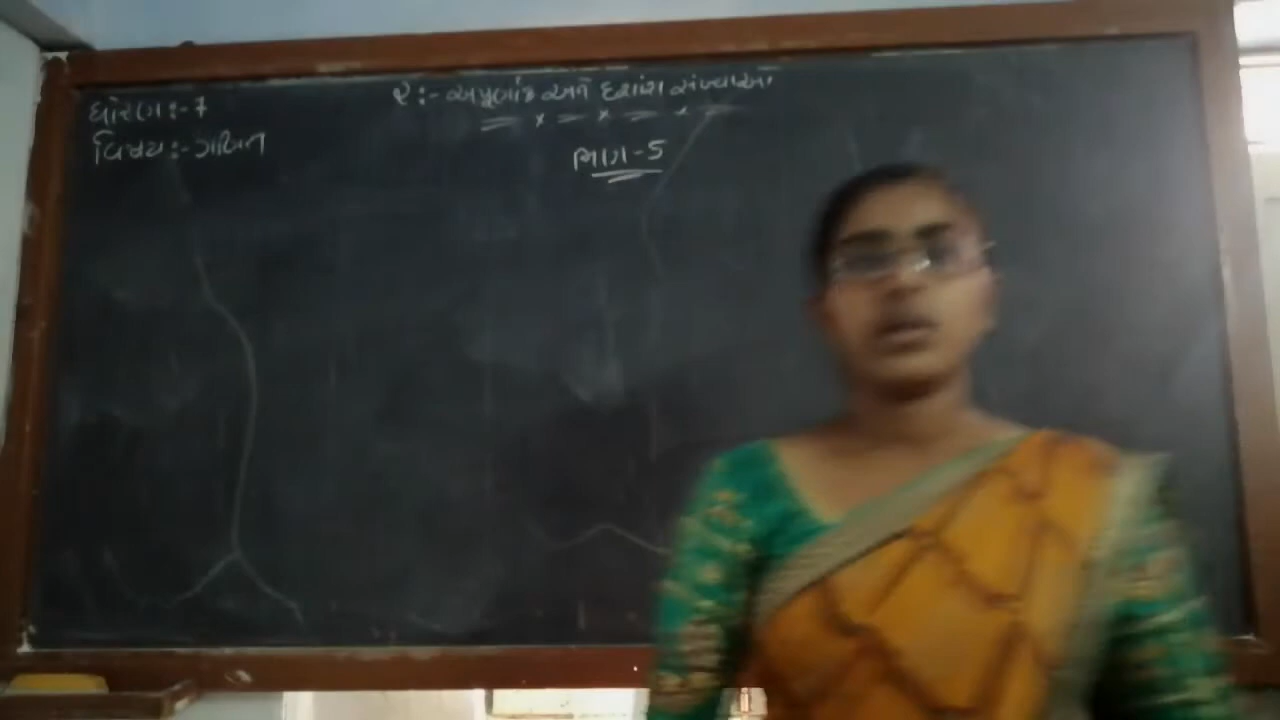 ધોરણ:- 7
૨:- અપૂર્ણાંક અને દશાંશ સંખ્યાઓ
વિષય:- ગણિત
ભાગ-5